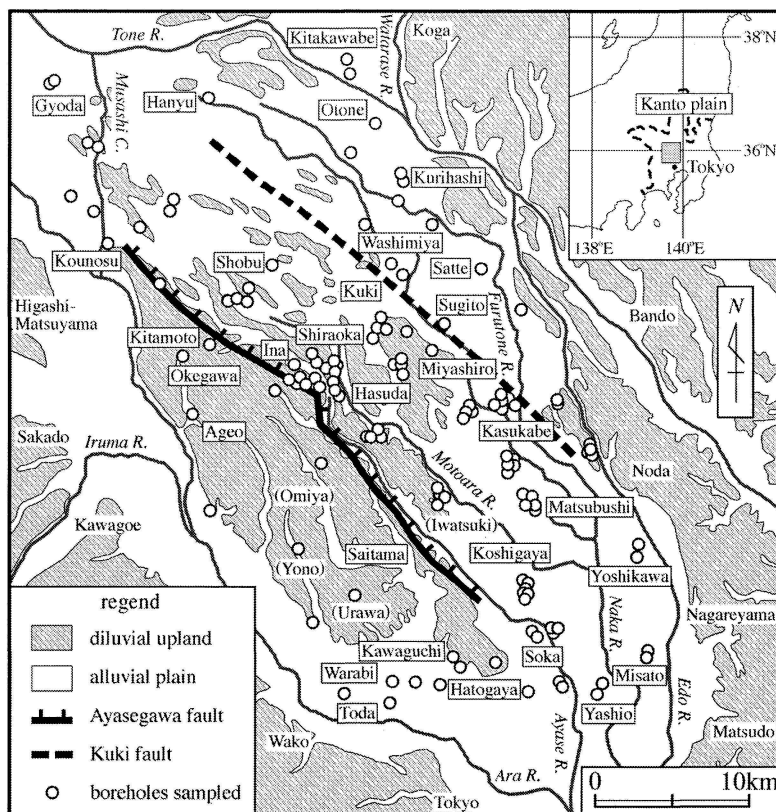 Tone R.
Kitakawabe
Watarase R.
Koga
38°N
Gyoda
Musashi C.
Hanyu
Otone
Kanto plain
36°N
Tokyo
138°E
140°E
Kurihashi
Kounosu
Shobu
Washimiya
Satte
Kuki
Sugito
Furutone R.
Bando
N
Higashi-
Matsuyama
Kitamoto
Ina
Shiraoka
Miyashiro
Okegawa
Hasuda
Kasukabe
Sakado
Iruma R.
Ageo
Motoara R.
Noda
Kawagoe
(Omiya)
(Iwatsuki)
Matsubushi
Saitama
Koshigaya
(Yono)
Yoshikawa
(Urawa)
Naka R.
Nagareyama
Kawaguchi
Soka
Misato
Edo R.
Warabi
Hatogaya
Toda
Yashio
Ayase R.
Matsudo
Wako
Ara R.
Tokyo
regend
diluvial upland
alluvial plain
Ayasegawa fault
Kuki fault
boreholes sampled
0
10km